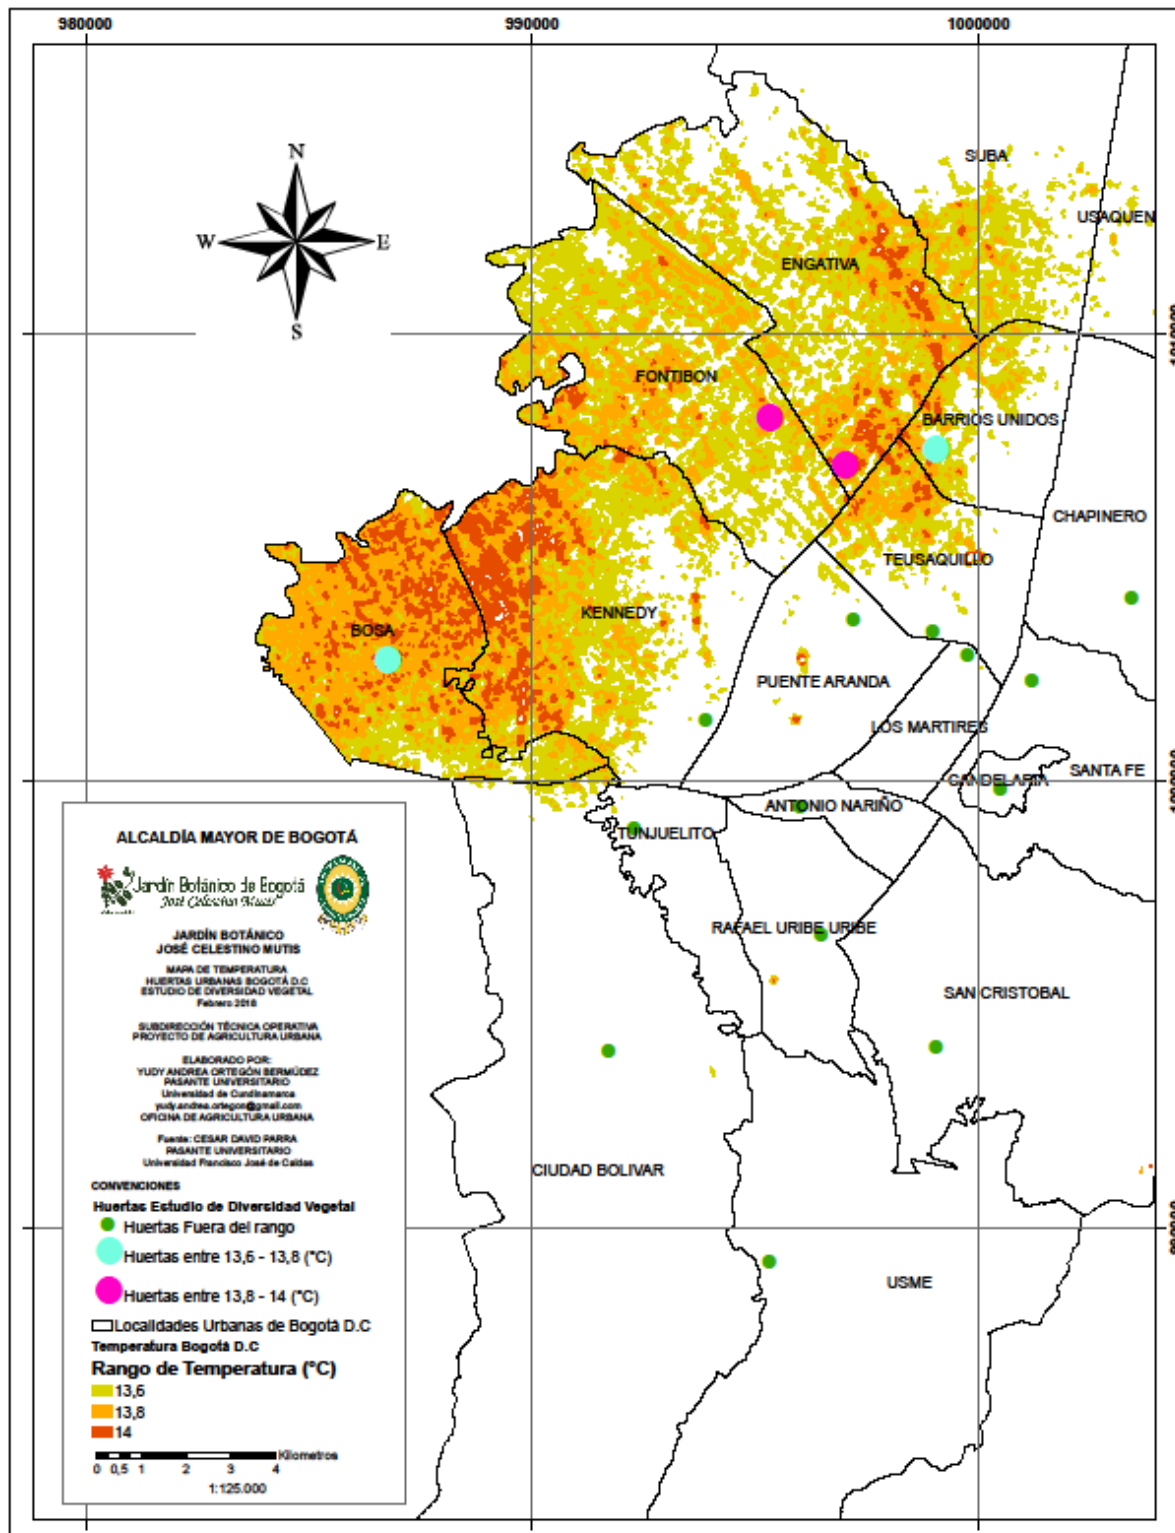 980000
990000
1000000
N
W
E
S
SUBA
USAQUEN
ENGATIVA
FONTIBON
BARRIOS UNIDOS
CHAPINERO
TEUSAQUILLO
KENNEDY
BOSA
PUENTE ARANDA
LOS MARTIRES
SANTA FE
CANDELARIA
ANTONIO NARIÑO
TUNJUELITO
RAFAEL URIBE URIBE
SAN CRISTOBAL
CIUDAD BOLIVAR
USME
ALCALDÍA MAYOR DE BOGOTÁ
Jardín Botánico de Bogotá
José Celestino Mutis
JARDÍN BOTÁNICO
JOSÉ CELESTINO MUTIS
MAPA DE TEMPERATURA
HUERTAS URBANAS BOGOTÁ D.C
ESTUDIO DE DIVERSIDAD VEGETAL
Febrero 2018
SUBDIRECCIÓN TÉCNICA OPERATIVA
PROYECTO DE AGRICULTURA URBANA
ELABORADO POR:
YUDY ANDREA ORTEGÓN BERMÚDEZ
PASANTE UNIVERSITARIO
Universidad de Cundinamarca
yudy.andrea.ortegon@gmail.com
OFICINA DE AGRICULTURA URBANA
Fuente: CESAR DAVID PARRA
PASANTE UNIVERSITARIO
Universidad Francisco José de Caldas
CONVENCIONES
Huertas Estudio de Diversidad Vegetal
Huertas Fuera del rango
Huertas entre 13,6 - 13,8 (°C)
Huertas entre 13,8 - 14 (°C)
Localidades Urbanas de Bogotá D.C
Temperatura Bogotá D.C
Rango de Temperatura (°C)
13,6
13,8
14
Kilometros
0 0,5 1 2 3 4
1:125.000